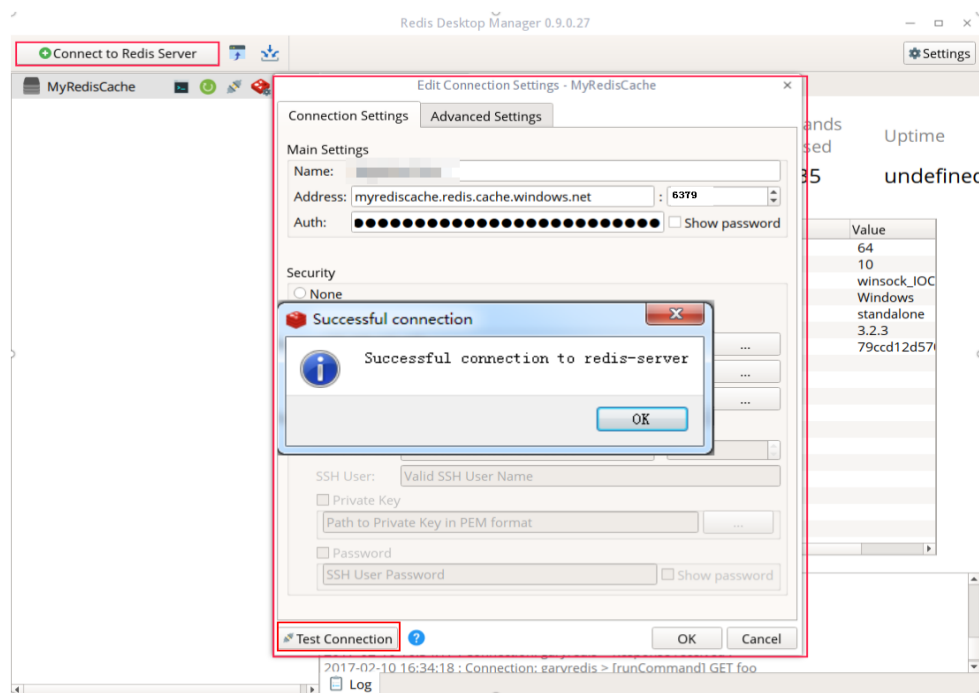 Redis Desktop Manager 0.9.0.27
Connect to Redis Server
Settings
MyRedisCache
Edit Connection Settings - MyRedisCache
Connection Settings
Advanced Settings
Main Settings
Name:
Address: myrediscache.redis.cache.windows.net : 6379
Auth: Show password
Security
None
Successful connection
Successful connection to redis-server
OK
SSH User: Valid SSH User Name
Private Key
Path to Private Key in PEM format
...
Password
SSH User Password
Show password
Test Connection
OK
Cancel
Uptime
undefined
Value
64
10
winsock_IOC
Windows
standalone
3.2.3
79ccd12d57
...
...
...
2017-02-10 16:34:18 : Connection: garyredis > [runCommand] GET foo
Log